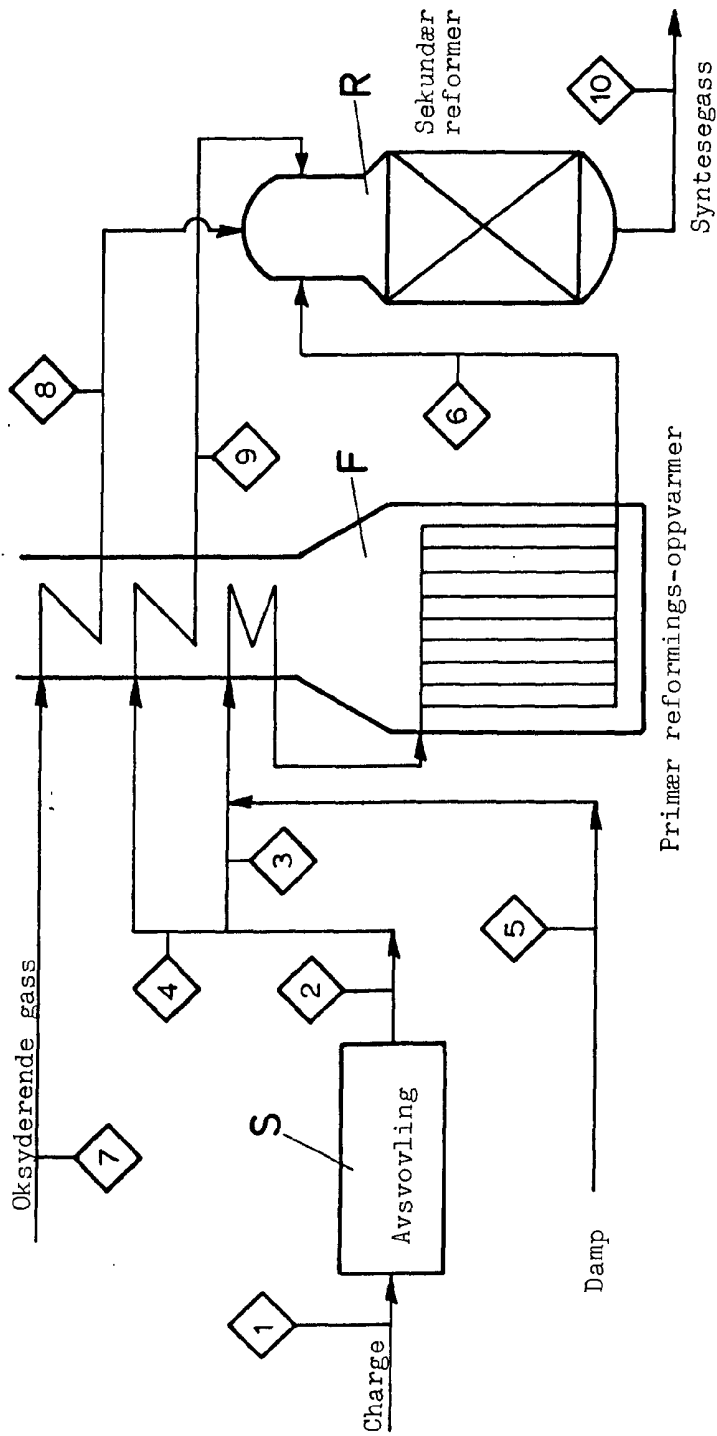 Oksyderende gass
7
8
9
4
3
Charge
1
S
Avsvovling
2
Damp
5
F
Primær reformings-oppvarmer
6
R
Sekundær
reformer
10
Syntesegass